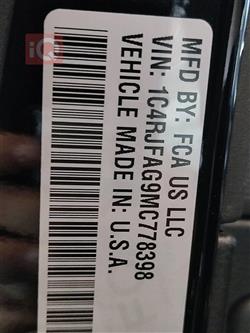 MFD BY: FCA US LLC
VIN: 1C4RJFAG9MC778398
VEHICLE MADE IN: U.S.A.